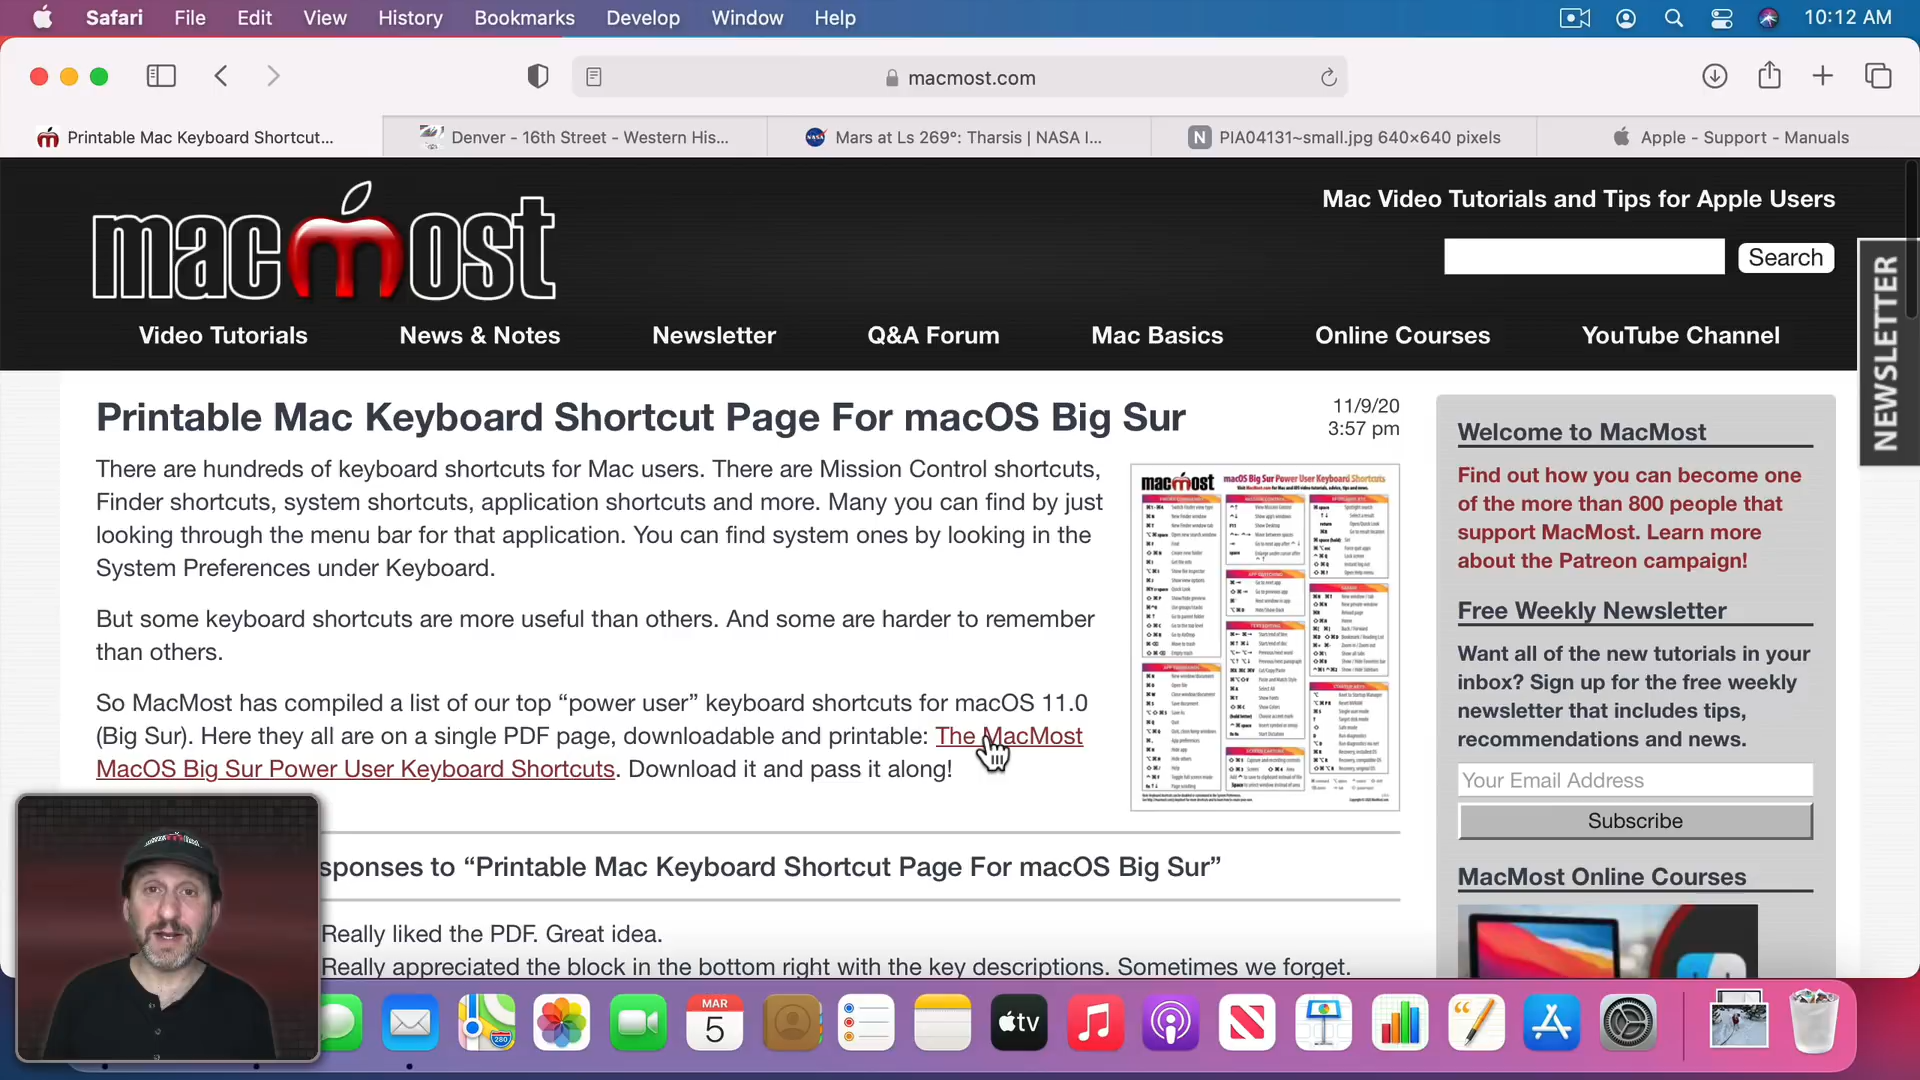 Safari File Edit View History Bookmarks Develop Window Help 10:12 AM
macmost.com
Printable Mac Keyboard Shortcut...
Denver - 16th Street - Western His...
Mars at Ls 269°: Tharsis | NASA I...
N PIA04131~small.jpg 640×640 pixels
Apple - Support - Manuals
macmost
Mac Video Tutorials and Tips for Apple Users
Search
Video Tutorials News & Notes Newsletter Q&A Forum Mac Basics Online Courses YouTube Channel
NEWSLETTER
Printable Mac Keyboard Shortcut Page For macOS Big Sur
11/9/20
3:57 pm
There are hundreds of keyboard shortcuts for Mac users. There are Mission Control shortcuts,
Finder shortcuts, system shortcuts, application shortcuts and more. Many you can find by just
looking through the menu bar for that application. You can find system ones by looking in the
System Preferences under Keyboard.
But some keyboard shortcuts are more useful than others. And some are harder to remember
than others.
So MacMost has compiled a list of our top “power user” keyboard shortcuts for macOS 11.0
(Big Sur). Here they all are on a single PDF page, downloadable and printable: The MacMost
MacOS Big Sur Power User Keyboard Shortcuts. Download it and pass it along!
macmost macOS Big Sur Power User Keyboard Shortcuts
sponses to “Printable Mac Keyboard Shortcut Page For macOS Big Sur”
Really liked the PDF. Great idea.
Really appreciated the block in the bottom right with the key descriptions. Sometimes we forget.
Welcome to MacMost
Find out how you can become one
of the more than 800 people that
support MacMost. Learn more
about the Patreon campaign!
Free Weekly Newsletter
Want all of the new tutorials in your
inbox? Sign up for the free weekly
newsletter that includes tips,
recommendations and news.
Your Email Address
Subscribe
MacMost Online Courses
280
MAR
5
tv